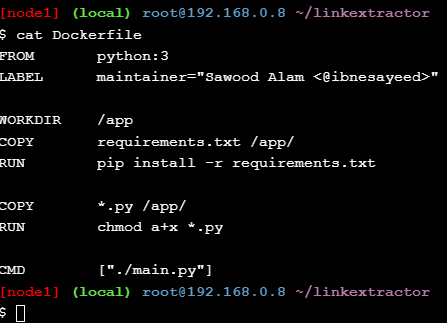 [node1] (local) root@192.168.0.8 ~/linkextractor
$ cat Dockerfile
FROM       python:3
LABEL      maintainer="Sawood Alam <@ibnesayeed>"
WORKDIR    /app
COPY       requirements.txt /app/
RUN        pip install -r requirements.txt
COPY       *.py /app/
RUN        chmod a+x *.py
CMD        ["./main.py"]
[node1] (local) root@192.168.0.8 ~/linkextractor
$